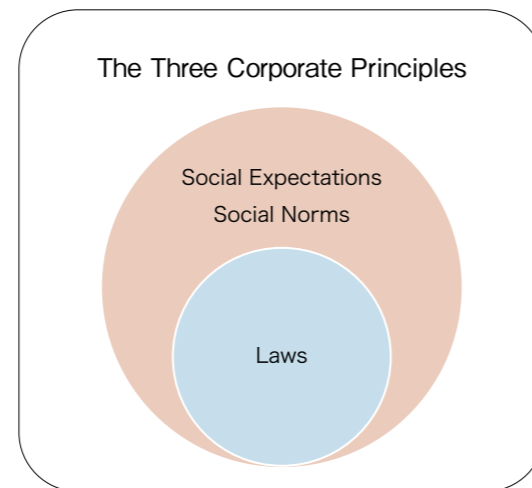 The Three Corporate Principles
Social Expectations
Social Norms
Laws